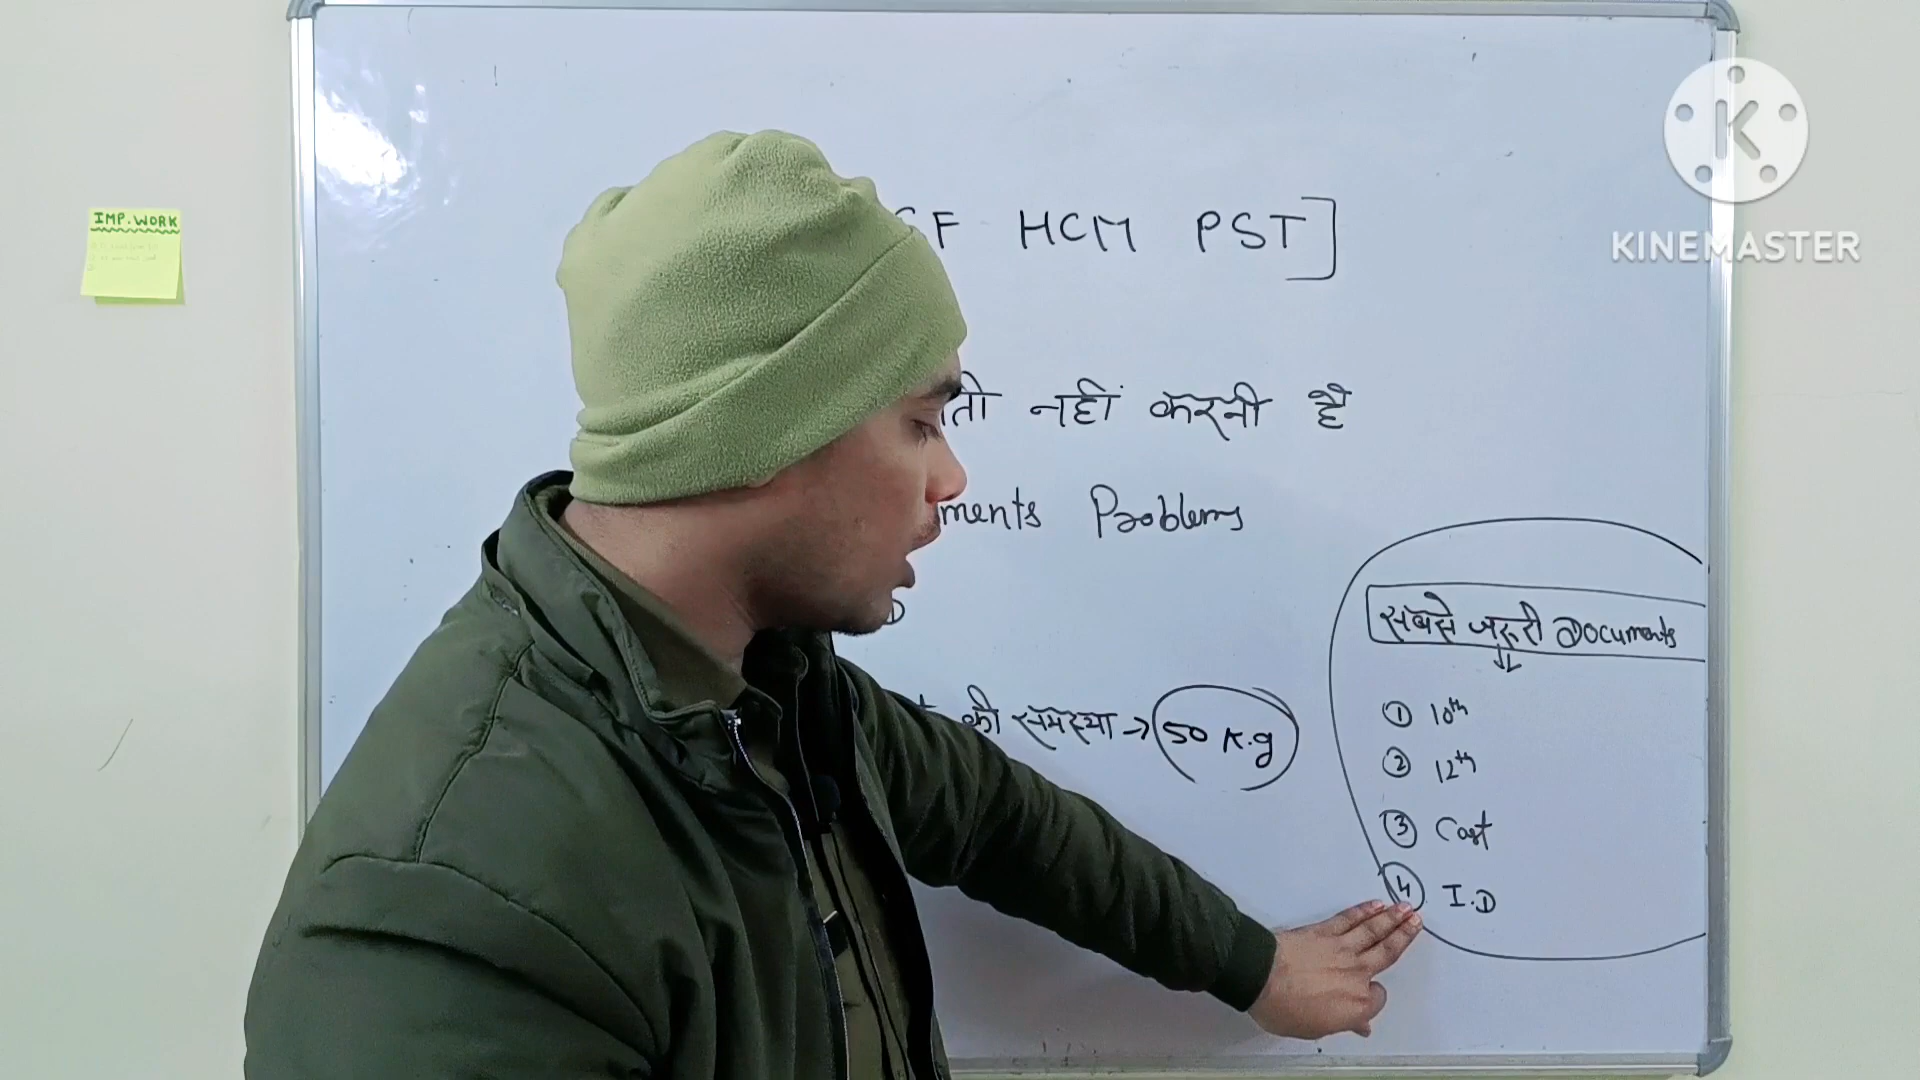 IMP. WORK
KINEMASTER
F HCM PST]
नहीं करनी है
ments Problems
सबसे जरूरी Documents
की समस्या → 50 K.g
① 10th
② 12th
③ Cast
④ I.D